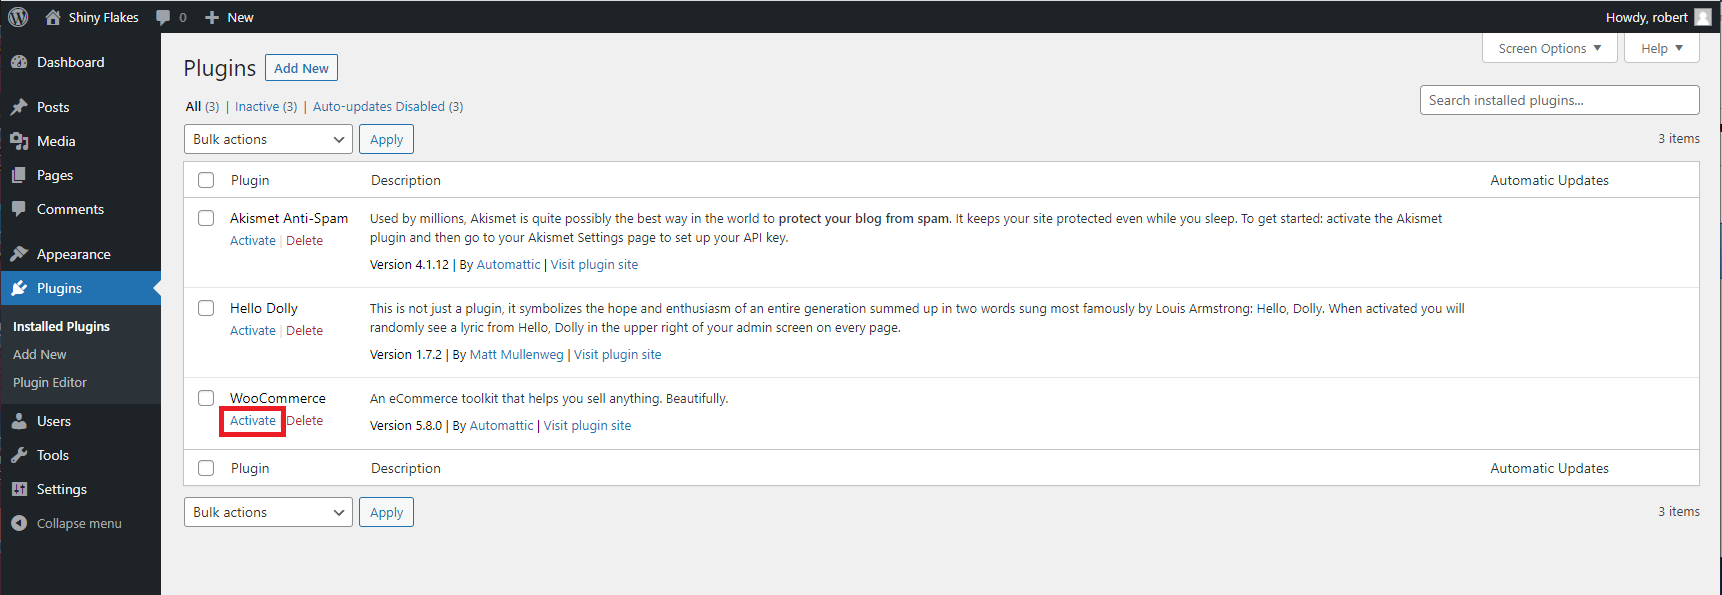 Shiny Flakes 0 New Howdy, robert
Screen Options Help
Dashboard
Posts
Media
Pages
Comments
Appearance
Plugins
Installed Plugins
Add New
Plugin Editor
Users
Tools
Settings
Collapse menu
Plugins Add New
All (3) | Inactive (3) | Auto-updates Disabled (3)
Search installed plugins...
Bulk actions Apply
3 items
Plugin Description Automatic Updates
Akismet Anti-Spam
Activate | Delete
Used by millions, Akismet is quite possibly the best way in the world to protect your blog from spam. It keeps your site protected even while you sleep. To get started: activate the Akismet
plugin and then go to your Akismet Settings page to set up your API key.
Version 4.1.12 | By Automattic | Visit plugin site
Hello Dolly
Activate | Delete
This is not just a plugin, it symbolizes the hope and enthusiasm of an entire generation summed up in two words sung most famously by Louis Armstrong: Hello, Dolly. When activated you will
randomly see a lyric from Hello, Dolly in the upper right of your admin screen on every page.
Version 1.7.2 | By Matt Mullenweg | Visit plugin site
WooCommerce
Activate Delete
An eCommerce toolkit that helps you sell anything. Beautifully.
Version 5.8.0 | By Automattic | Visit plugin site
Plugin Description Automatic Updates
Bulk actions Apply
3 items